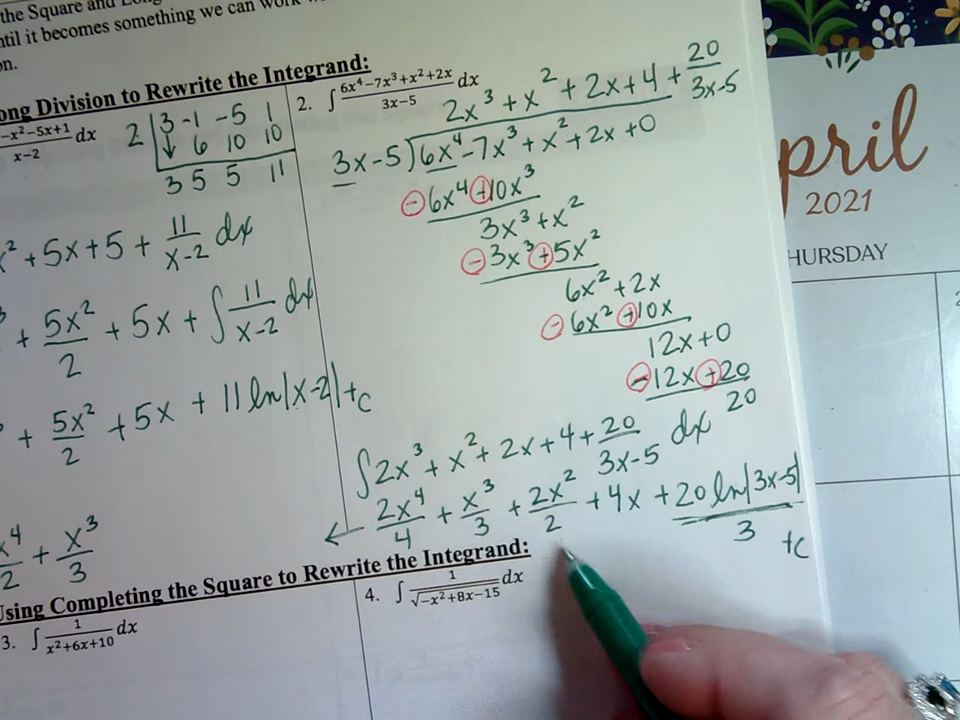 the Square and
ntil it becomes something we can work
on.
ong Division to Rewrite the Integrand:
−x²−5x+1 / x−2 dx
2 | 3 -1 -5 1
↓ 6 10 10
3 5 5 11
x² + 5x + 5 + 11/x-2 dx
+ 5x²/2 + 5x + ∫ 11/x-2 dx
+ 5x²/2 + 5x + 11 ln|x-2| + c
x⁴/2 + x³/3
2. ∫ 6x⁴−7x³+x²+2x / 3x−5 dx
2x³ + x² + 2x + 4 + 20/3x-5
3x - 5 ) 6x⁴ - 7x³ + x² + 2x + 0
− 6x⁴ + 10x³
3x³ + x²
− 3x³ + 5x²
6x² + 2x
− 6x² + 10x
12x + 0
− 12x + 20
20
∫ 2x³ + x² + 2x + 4 + 20/3x-5 dx
← 2x⁴/4 + x³/3 + 2x²/2 + 4x + 20 ln|3x-5|/3 + c
Using Completing the Square to Rewrite the Integrand:
3. ∫ 1/x²+6x+10 dx
4. ∫ 1/√−x²+8x−15 dx
pril
2021
HURSDAY